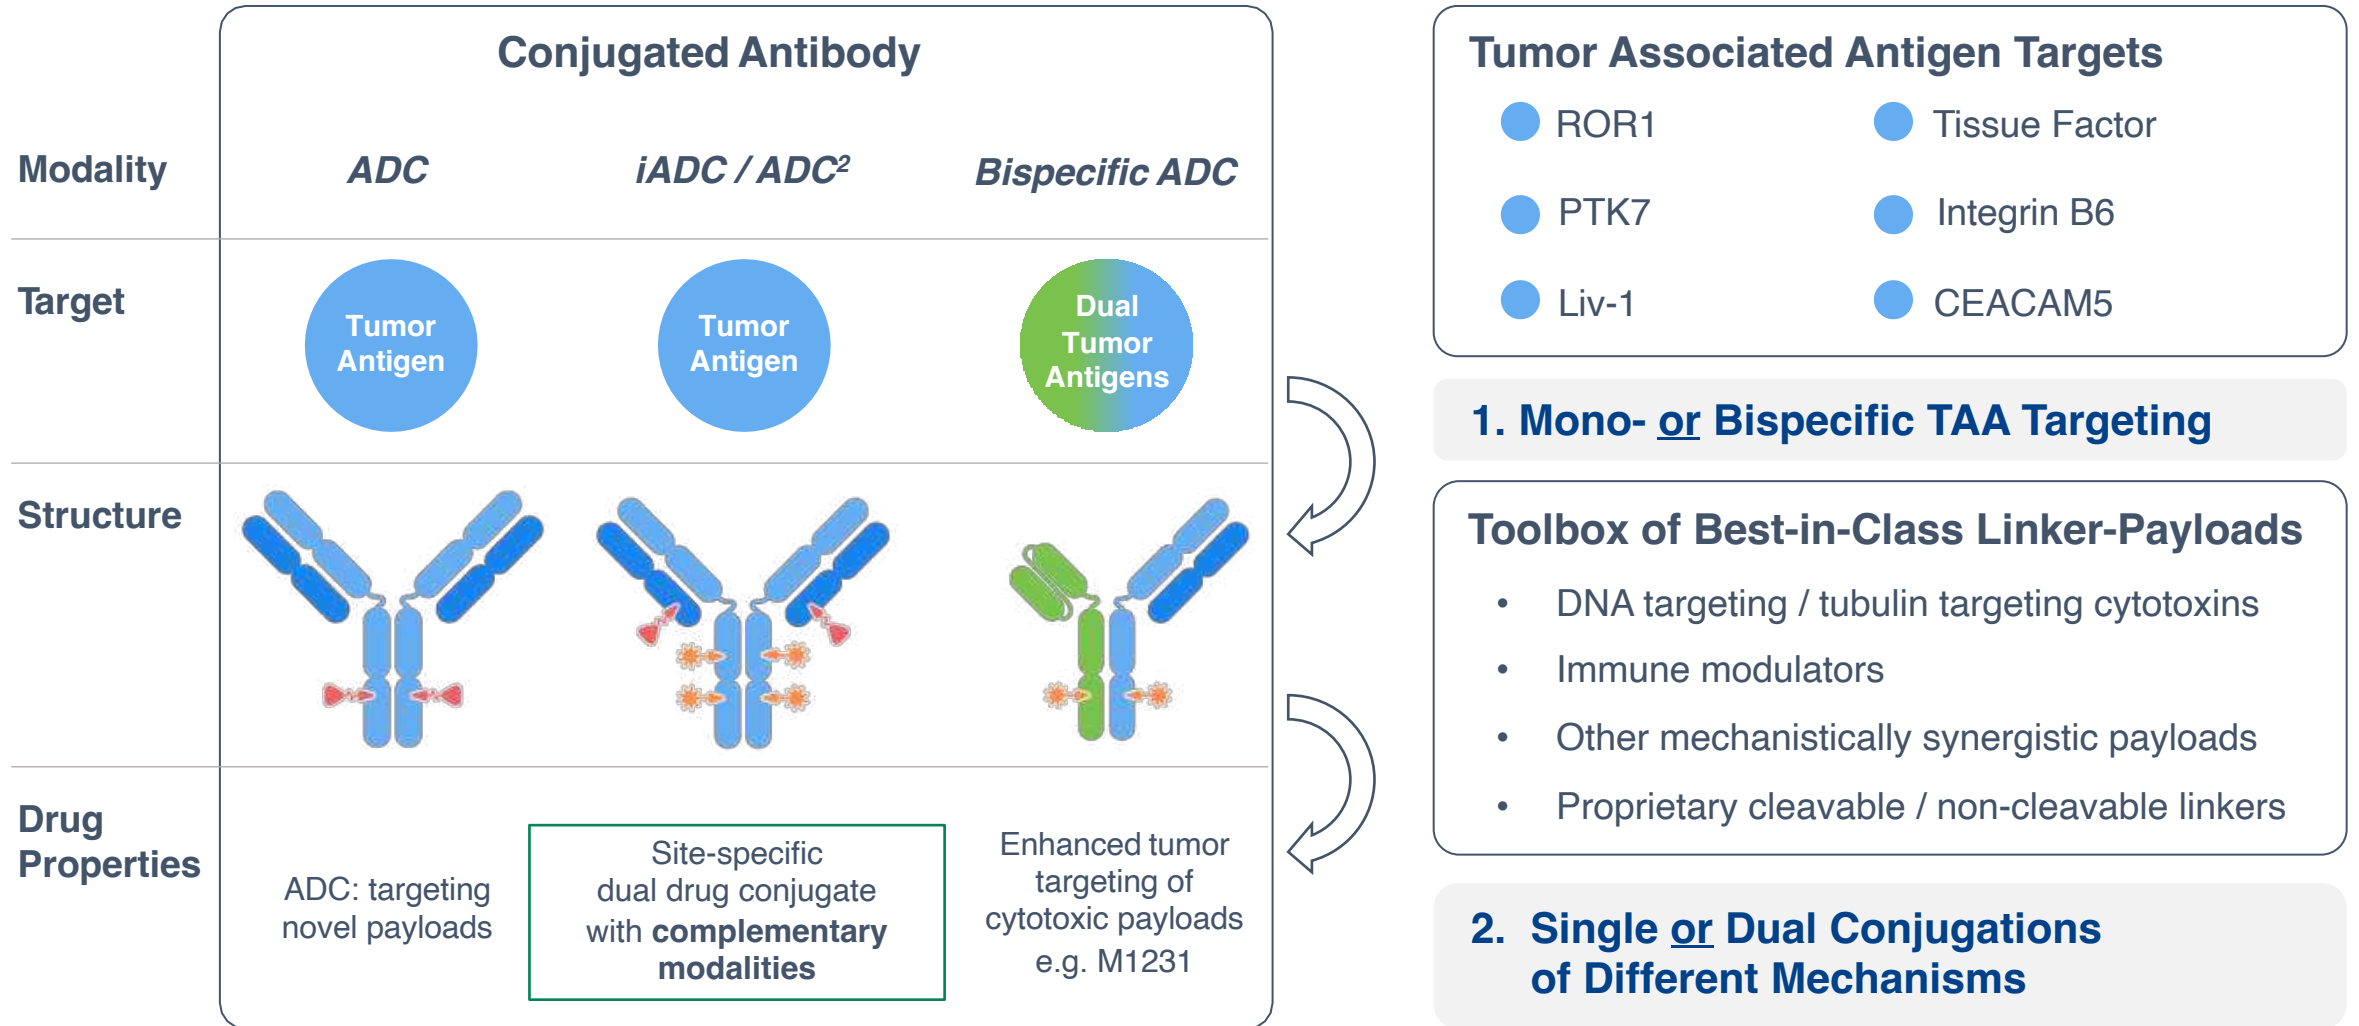 Conjugated Antibody
Modality
ADC
iADC / ADC²
Bispecific ADC
Target
Tumor
Antigen
Tumor
Antigen
Dual
Tumor
Antigens
Structure
Drug
Properties
ADC: targeting
novel payloads
Site-specific
dual drug conjugate
with complementary
modalities
Enhanced tumor
targeting of
cytotoxic payloads
e.g. M1231
Tumor Associated Antigen Targets
ROR1
Tissue Factor
PTK7
Integrin B6
Liv-1
CEACAM5
1. Mono- or Bispecific TAA Targeting
Toolbox of Best-in-Class Linker-Payloads
• DNA targeting / tubulin targeting cytotoxins
• Immune modulators
• Other mechanistically synergistic payloads
• Proprietary cleavable / non-cleavable linkers
2. Single or Dual Conjugations
of Different Mechanisms